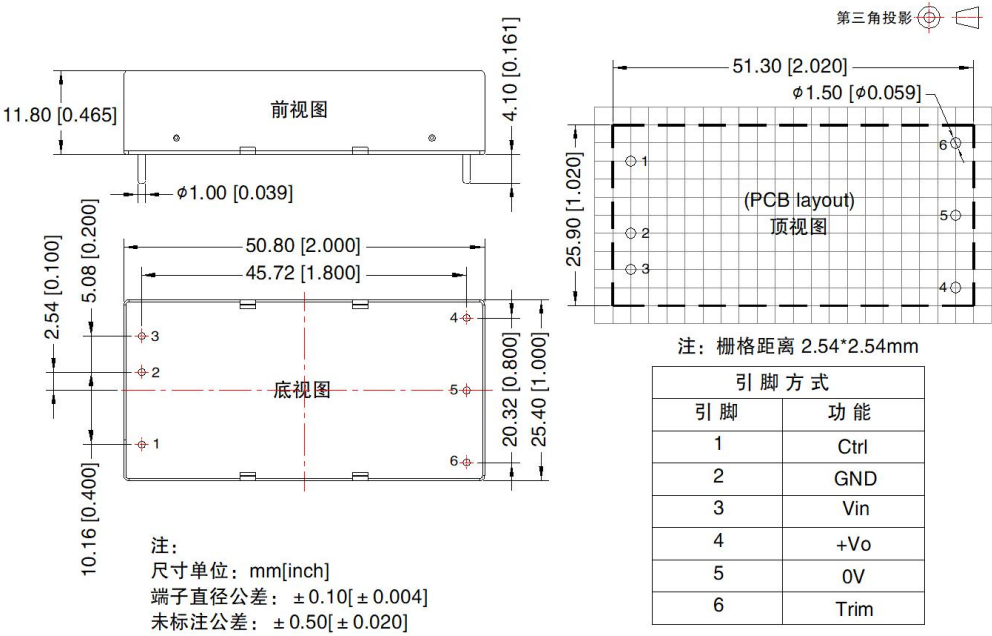 第三角投影
11.80 [0.465]
前视图
4.10 [0.161]
φ1.00 [0.039]
51.30 [2.020]
φ1.50 [φ0.059]
25.90 [1.020]
1
2
3
4
5
6
(PCB layout)
顶视图
注：栅格距离 2.54*2.54mm
50.80 [2.000]
45.72 [1.800]
2.54 [0.100]
5.08 [0.200]
10.16 [0.400]
3
2
1
4
5
6
底视图
20.32 [0.800]
25.40 [1.000]
注：
尺寸单位：mm[inch]
端子直径公差：±0.10[±0.004]
未标注公差：±0.50[±0.020]
引脚方式
引脚 功能
1 Ctrl
2 GND
3 Vin
4 +Vo
5 0V
6 Trim